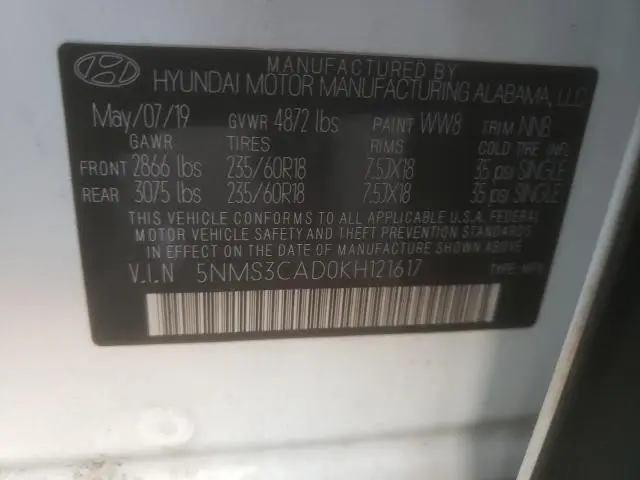 MANUFACTURED BY
HYUNDAI MOTOR MANUFACTURING ALABAMA, LLC
May/07/19 GVWR 4872 lbs PAINT WW8 TRIM NNB
GAWR TIRES RIMS COLD TIRE INF.
FRONT 2866 lbs 235/60R18 7.5JX18 35 psi SINGLE
REAR 3075 lbs 235/60R18 7.5JX18 35 psi SINGLE
THIS VEHICLE CONFORMS TO ALL APPLICABLE U.S.A. FEDERAL
MOTOR VEHICLE SAFETY AND THEFT PREVENTION STANDARDS
IN EFFECT ON THE DATE OF MANUFACTURE SHOWN ABOVE.
V.I.N 5NMS3CAD0KH121617 TYPE: MPV